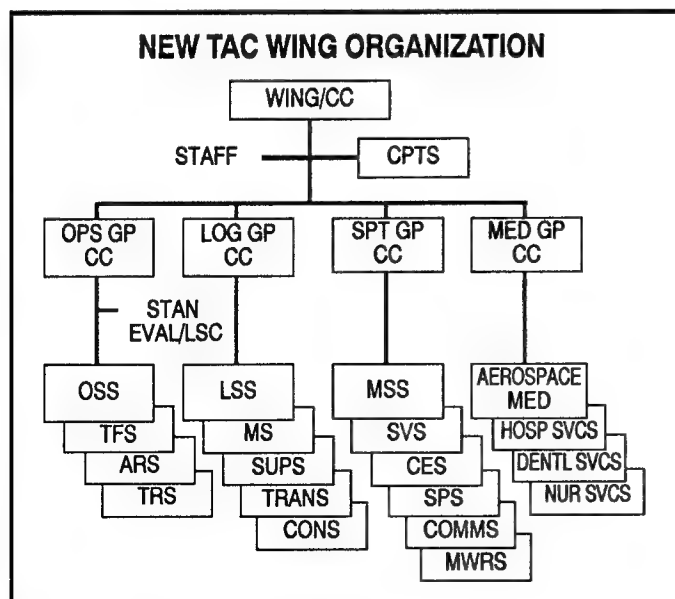 NEW TAC WING ORGANIZATION
WING/CC
STAFF
CPTS
OPS GP
CC
LOG GP
CC
SPT GP
CC
MED GP
CC
STAN
EVAL/LSC
OSS
TFS
ARS
TRS
LSS
MS
SUPS
TRANS
CONS
MSS
SVS
CES
SPS
COMMS
MWRS
AEROSPACE
MED
HOSP SVCS
DENTL SVCS
NUR SVCS